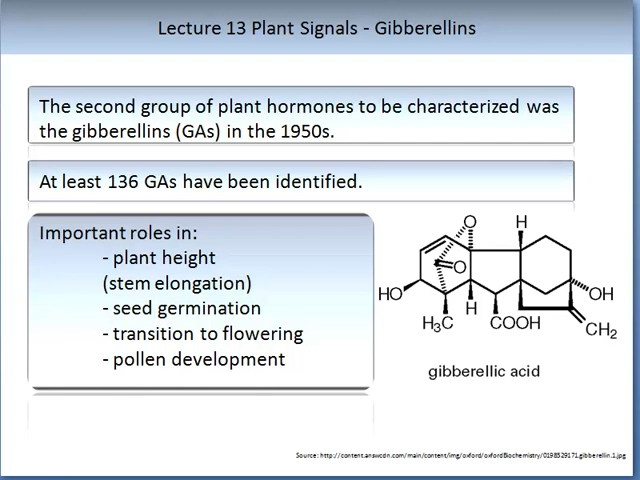 Lecture 13 Plant Signals - Gibberellins
The second group of plant hormones to be characterized was
the gibberellins (GAs) in the 1950s.
At least 136 GAs have been identified.
Important roles in:
- plant height
(stem elongation)
- seed germination
- transition to flowering
- pollen development
O
H
O
HO
OH
H
H₃C
COOH
CH₂
gibberellic acid
Source: http://content.answcdn.com/main/content/img/oxford/oxfordBiochemistry/0198529171.gibberellin.1.jpg